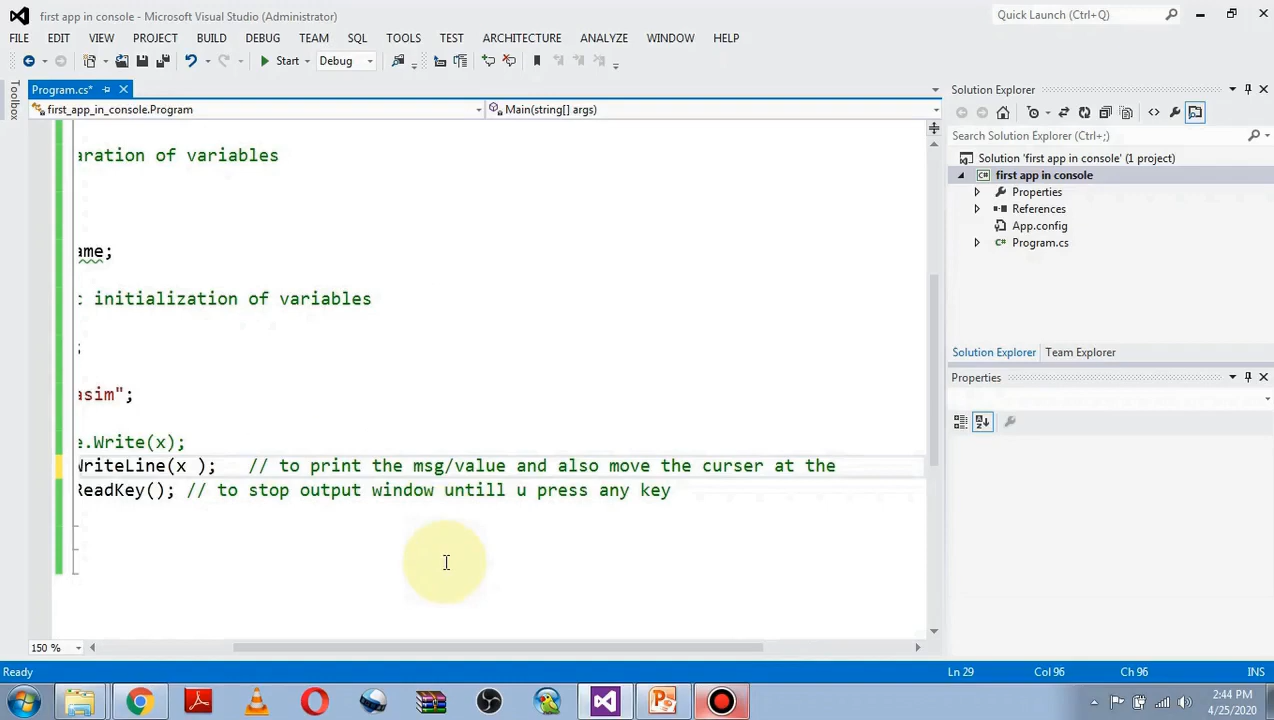 first app in console - Microsoft Visual Studio (Administrator)
Quick Launch (Ctrl+Q)
FILE EDIT VIEW PROJECT BUILD DEBUG TEAM SQL TOOLS TEST ARCHITECTURE ANALYZE WINDOW HELP
Start Debug
Toolbox
Program.cs*
first_app_in_console.Program
Main(string[] args)
aration of variables
ame;
initialization of variables
;
asim";
e.Write(x);
WriteLine(x ); // to print the msg/value and also move the curser at the
ReadKey(); // to stop output window untill u press any key
150 %
Solution Explorer
Search Solution Explorer (Ctrl+;)
Solution 'first app in console' (1 project)
C# first app in console
Properties
References
App.config
C# Program.cs
Solution Explorer Team Explorer
Properties
Ready
Ln 29
Col 96
Ch 96
INS
2:44 PM
4/25/2020